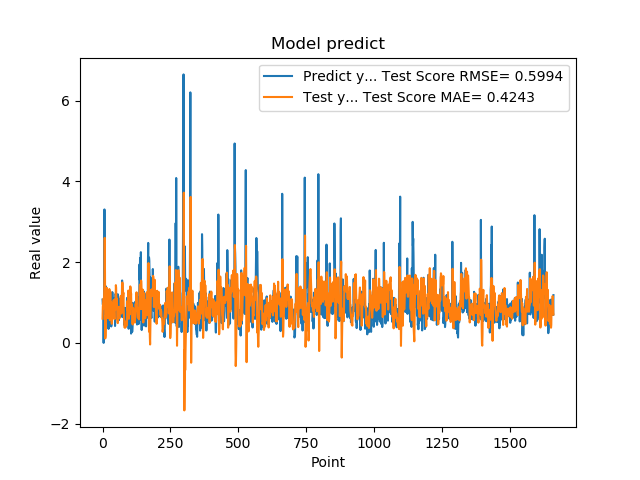 Model predict
Predict y... Test Score RMSE= 0.5994
Test y... Test Score MAE= 0.4243
Real value
6
4
2
0
−2
0 250 500 750 1000 1250 1500
Point